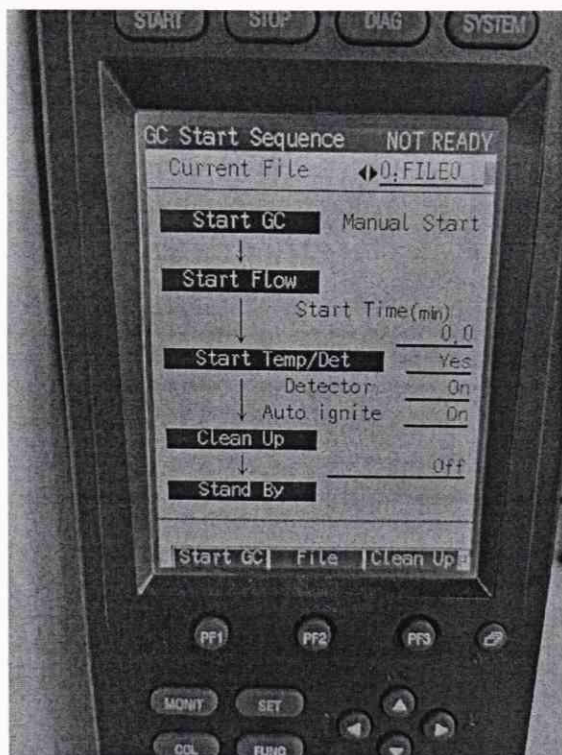 START STOP DIAG SYSTEM
GC Start Sequence NOT READY
Current File 0.FILE0
Start GC Manual Start
Start Flow
Start Time(min)
0.0
Start Temp/Det Yes
Detector On
Auto ignite On
Clean Up
Off
Stand By
Start GC File Clean Up
PF1 PF2 PF3
MONIT SET
COL FUNC